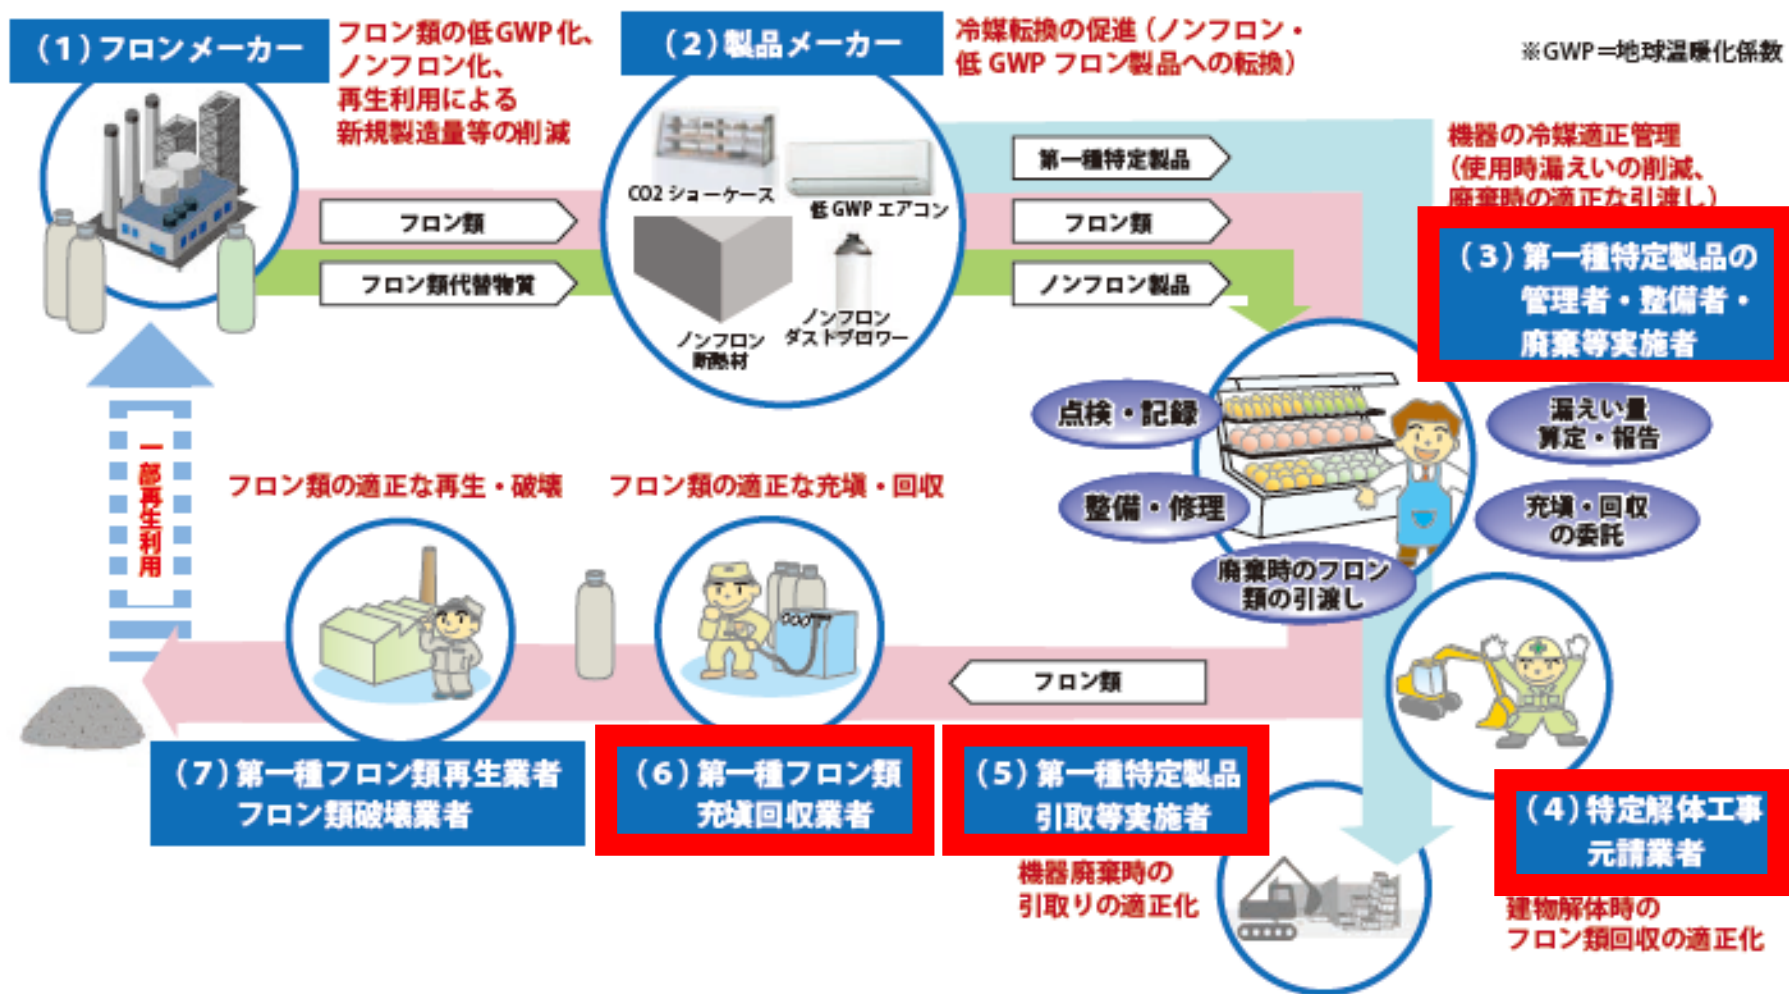 (1)フロンメーカー
フロン類の低GWP化、
ノンフロン化、
再生利用による
新規製造量等の削減
(2)製品メーカー
冷媒転換の促進(ノンフロン・
低GWPフロン製品への転換)
※GWP=地球温暖化係数
CO2ショーケース
低GWPエアコン
ノンフロン
断熱材
ノンフロン
ダストブロワー
フロン類
フロン類代替物質
第一種特定製品
フロン類
ノンフロン製品
機器の冷媒適正管理
(使用時漏えいの削減、
廃棄時の適正な引渡し)
(3)第一種特定製品の
管理者・整備者・
廃棄等実施者
点検・記録
整備・修理
廃棄時のフロン
類の引渡し
漏えい量
算定・報告
充塡・回収
の委託
一部再生利用
フロン類の適正な再生・破壊
フロン類の適正な充塡・回収
フロン類
(7)第一種フロン類再生業者
フロン類破壊業者
(6)第一種フロン類
充塡回収業者
(5)第一種特定製品
引取等実施者
機器廃棄時の
引取りの適正化
(4)特定解体工事
元請業者
建物解体時の
フロン類回収の適正化